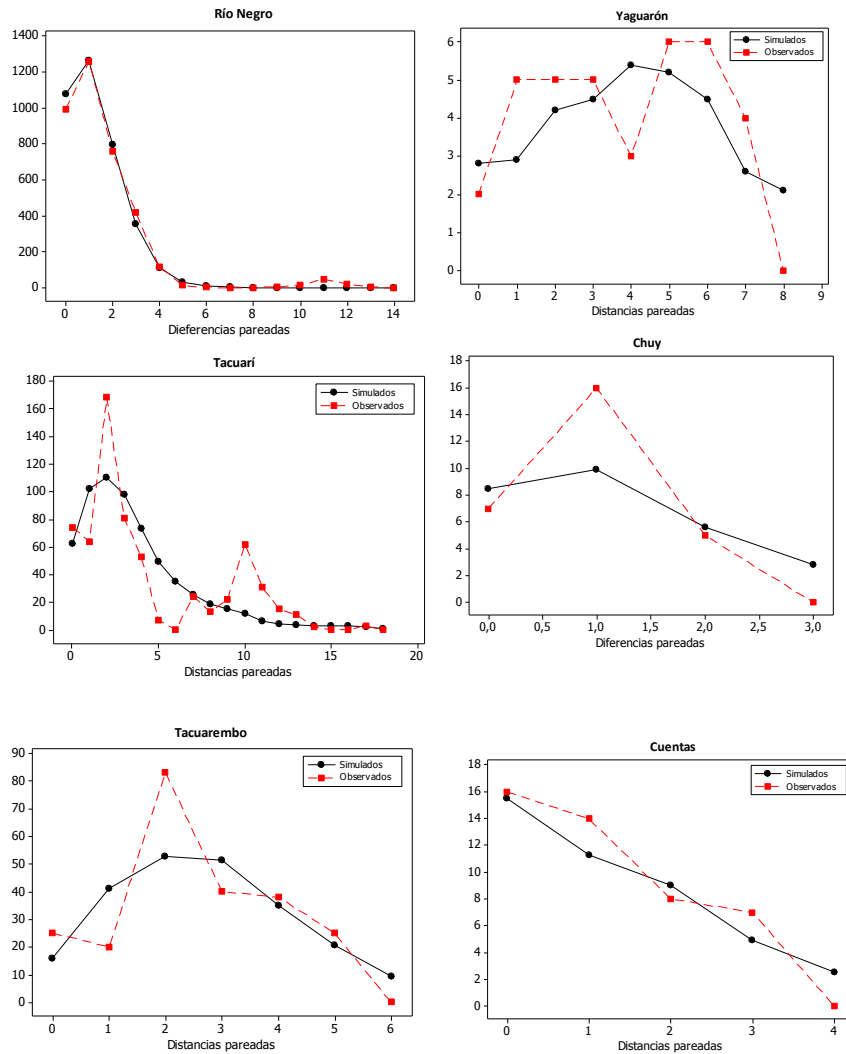 Río Negro
1400
1200
1000
800
600
400
200
0
0 2 4 6 8 10 12 14
Dieferencias pareadas
Yaguarón
Simulados
Observados
6
5
4
3
2
1
0
0 1 2 3 4 5 6 7 8 9
Distancias pareadas
Tacuarí
Simulados
Observados
180
160
140
120
100
80
60
40
20
0
0 5 10 15 20
Distancias pareadas
Chuy
18
16
14
12
10
8
6
4
2
0
0,0 0,5 1,0 1,5 2,0 2,5 3,0
Diferencias pareadas
Tacuarembo
Simulados
Observados
90
80
70
60
50
40
30
20
10
0
0 1 2 3 4 5 6
Distancias pareadas
Cuentas
Simulados
Observados
18
16
14
12
10
8
6
4
2
0
0 1 2 3 4
Distancias pareadas